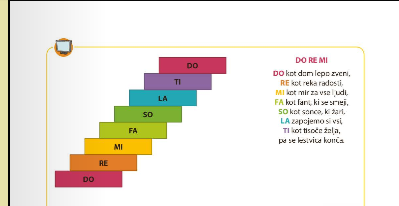 DO
TI
LA
SO
FA
MI
RE
DO
DO RE MI
DO kot dom lepo zveni,
RE kot reka radosti,
MI kot mir za vse ljudi,
FA kot fant, ki se smeji,
SO kot sonce, ki žari,
LA zapojemo si vsi,
TI kot tisoče želja,
pa se lestvica konča.